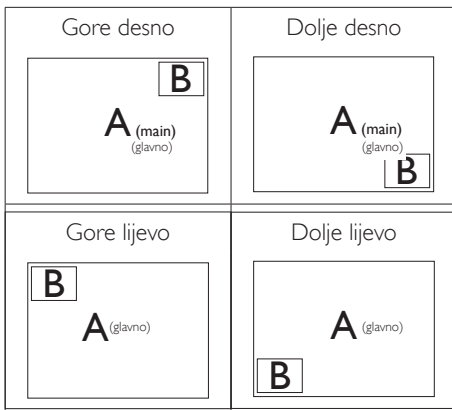 Gore desno
B
A (main)
(glavno)
Dolje desno
A (main)
(glavno)
B
Gore lijevo
B
A (glavno)
Dolje lijevo
A (glavno)
B